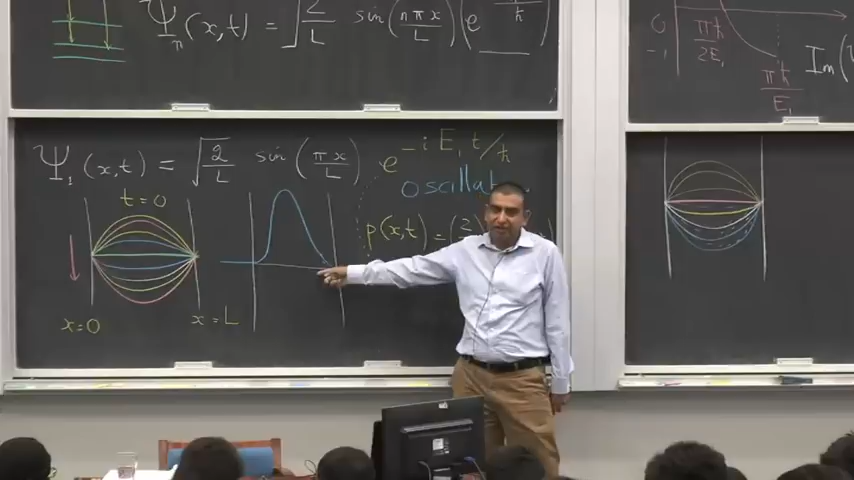 Ψₙ(x,t) = √2/L sin(nπx/L)(e ħ)
0
-1
πħ/2E₁
πħ/E₁
Im(
Ψ₁(x,t) = √2/L sin(πx/L) e^-iE₁t/ħ
oscillat
t=0
p(x,t) = (2
x=0
x=L